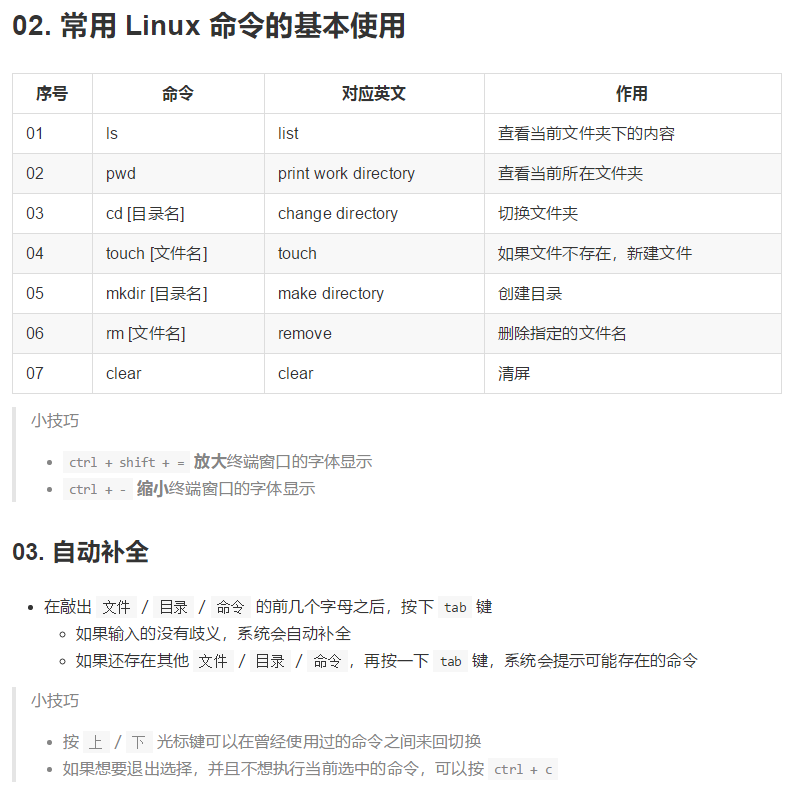 02. 常用 Linux 命令的基本使用
序号 命令 对应英文 作用
01 ls list 查看当前文件夹下的内容
02 pwd print work directory 查看当前所在文件夹
03 cd [目录名] change directory 切换文件夹
04 touch [文件名] touch 如果文件不存在，新建文件
05 mkdir [目录名] make directory 创建目录
06 rm [文件名] remove 删除指定的文件名
07 clear clear 清屏
小技巧
ctrl + shift + = 放大终端窗口的字体显示
ctrl + - 缩小终端窗口的字体显示
03. 自动补全
在敲出 文件 / 目录 / 命令 的前几个字母之后，按下 tab 键
如果输入的没有歧义，系统会自动补全
如果还存在其他 文件 / 目录 / 命令 ，再按一下 tab 键，系统会提示可能存在的命令
小技巧
按 上 / 下 光标键可以在曾经使用过的命令之间来回切换
如果想要退出选择，并且不想执行当前选中的命令，可以按 ctrl + c